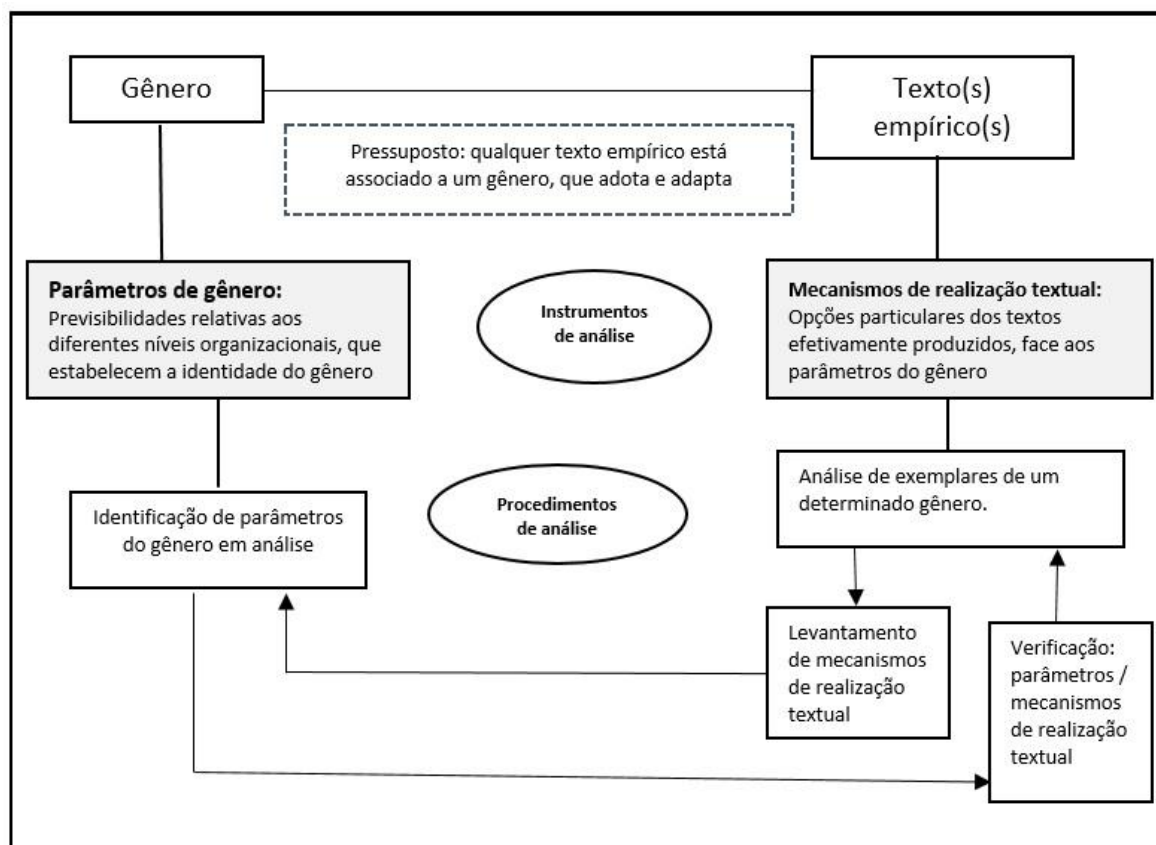 Gênero
Texto(s)
empírico(s)
Pressuposto: qualquer texto empírico está
associado a um gênero, que adota e adapta
Parâmetros de gênero:
Previsibilidades relativas aos
diferentes níveis organizacionais, que
estabelecem a identidade do gênero
Instrumentos
de análise
Mecanismos de realização textual:
Opções particulares dos textos
efetivamente produzidos, face aos
parâmetros do gênero
Identificação de parâmetros
do gênero em análise
Procedimentos
de análise
Análise de exemplares de um
determinado gênero.
Levantamento
de mecanismos
de realização
textual
Verificação:
parâmetros /
mecanismos
de realização
textual